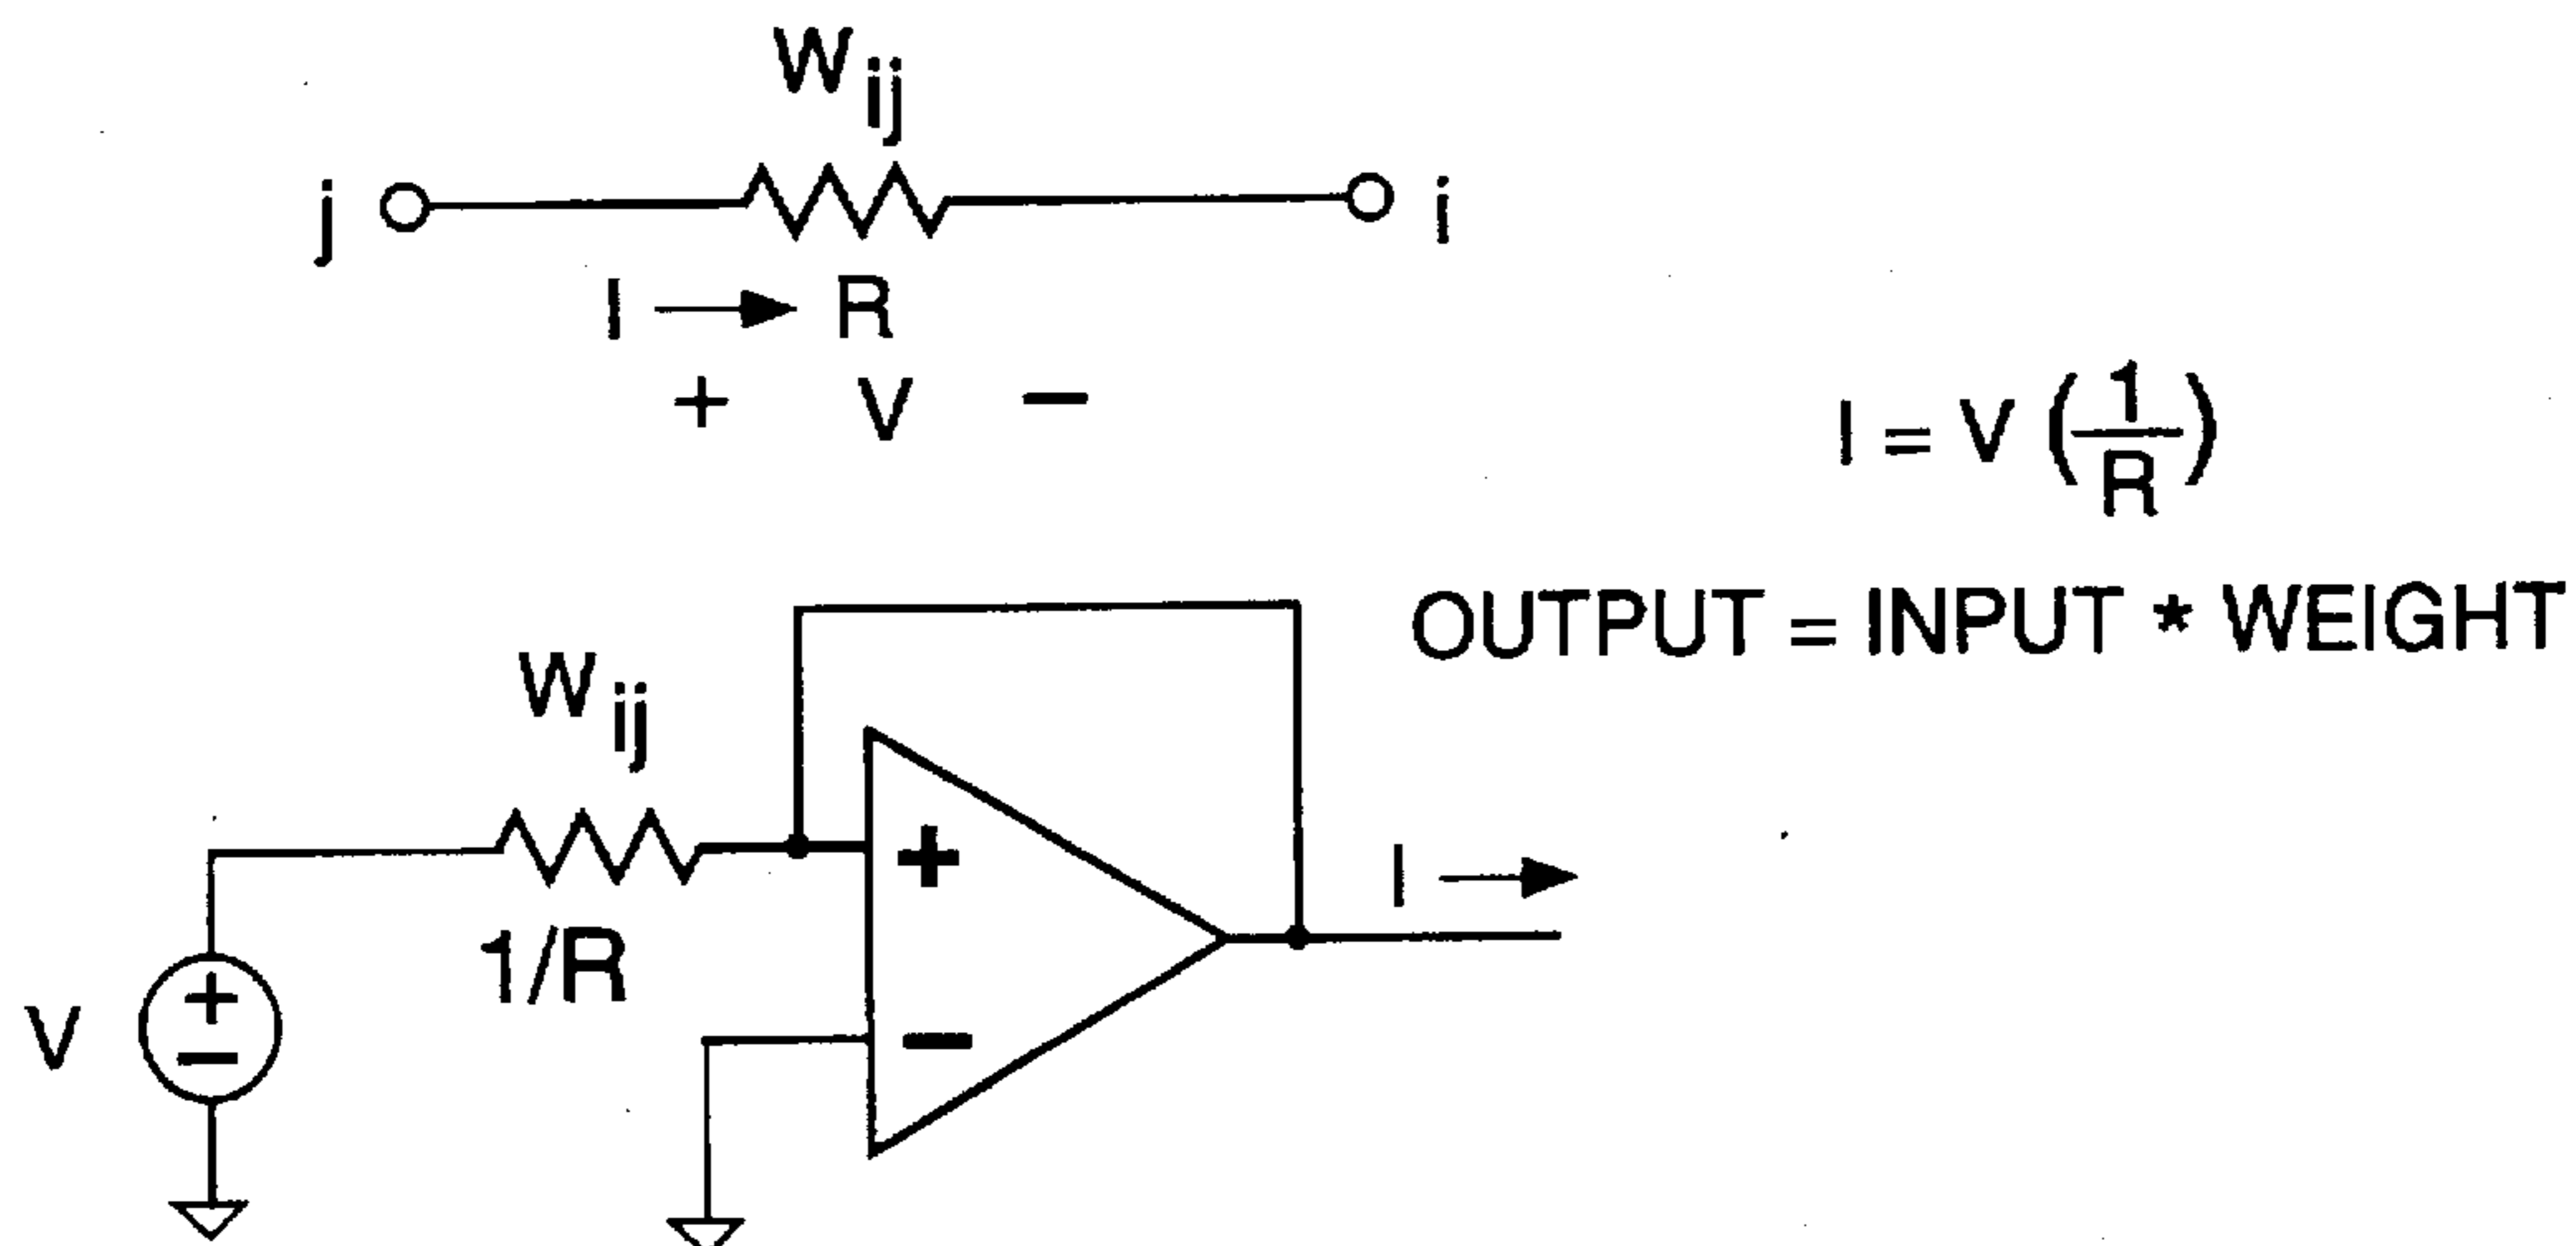 W ij
j
i
I → R
+ V −
I = V (1/R)
OUTPUT = INPUT * WEIGHT
W ij
1/R
+
−
I →
V
+
−